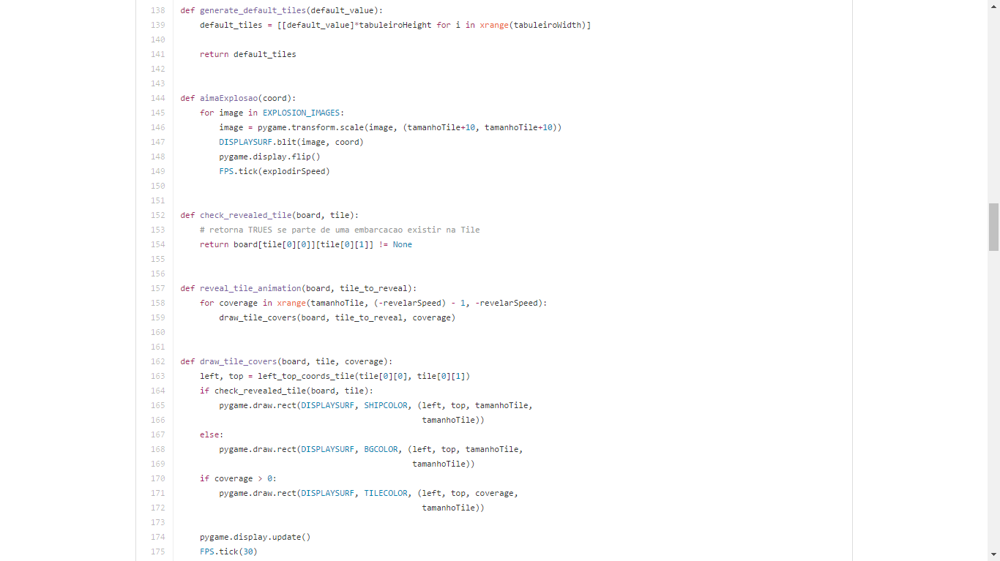 138 def generate_default_tiles(default_value):
139     default_tiles = [[default_value]*tabuleiroHeight for i in xrange(tabuleiroWidth)]
140
141     return default_tiles
142
143
144 def aimaExplosao(coord):
145     for image in EXPLOSION_IMAGES:
146         image = pygame.transform.scale(image, (tamanhoTile+10, tamanhoTile+10))
147         DISPLAYSURF.blit(image, coord)
148         pygame.display.flip()
149         FPS.tick(explodirSpeed)
150
151
152 def check_revealed_tile(board, tile):
153     # retorna TRUES se parte de uma embarcacao existir na Tile
154     return board[tile[0][0]][tile[0][1]] != None
155
156
157 def reveal_tile_animation(board, tile_to_reveal):
158     for coverage in xrange(tamanhoTile, (-revelarSpeed) - 1, -revelarSpeed):
159         draw_tile_covers(board, tile_to_reveal, coverage)
160
161
162 def draw_tile_covers(board, tile, coverage):
163     left, top = left_top_coords_tile(tile[0][0], tile[0][1])
164     if check_revealed_tile(board, tile):
165         pygame.draw.rect(DISPLAYSURF, SHIPCOLOR, (left, top, tamanhoTile,
166                                                   tamanhoTile))
167     else:
168         pygame.draw.rect(DISPLAYSURF, BGCOLOR, (left, top, tamanhoTile,
169                                                 tamanhoTile))
170     if coverage > 0:
171         pygame.draw.rect(DISPLAYSURF, TILECOLOR, (left, top, coverage,
172                                                   tamanhoTile))
173
174     pygame.display.update()
175     FPS.tick(30)